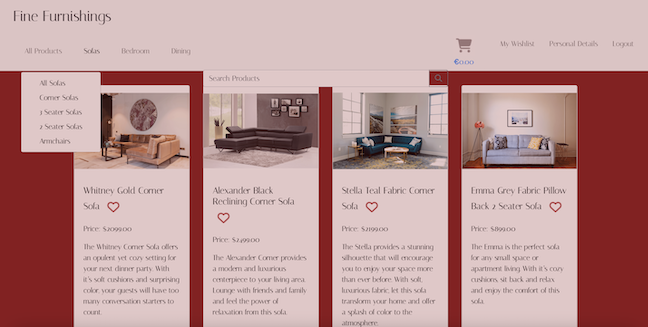 Fine Furnishings
All Products Sofas Bedroom Dining
€0.00
My Wishlist Personal Details Logout
Search Products
All Sofas
Corner Sofas
3 Seater Sofas
2 Seater Sofas
Armchairs
Whitney Gold Corner
Sofa
Price: $2099.00
The Whitney Corner Sofa offers
an opulent yet cozy setting for
your next dinner party. With
it's soft cushions and surprising
color, your guests will have too
many conversation starters to
count.
Alexander Black
Reclining Corner Sofa
Price: $2499.00
The Alexander Corner provides
a modern and luxurious
centerpiece to your living area.
Lounge with friends and family
and feel the power of
relaxation from this sofa.
Stella Teal Fabric Corner
Sofa
Price: $2199.00
The Stella provides a stunning
silhouette that will encourage
you to enjoy your space more
than ever before. With soft,
luxurious fabric, let this sofa
transform your home and offer
a splash of color to the
atmosphere.
Emma Grey Fabric Pillow
Back 2 Seater Sofa
Price: $899.00
The Emma is the perfect sofa
for any small space or
apartment living. With it's cozy
cushions, sit back and relax
and enjoy the comfort of this
sofa.